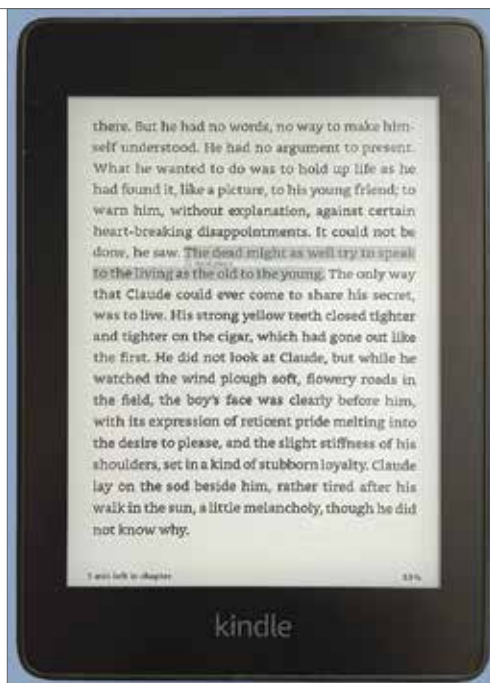 there. But he had no words, no way to make him-
self understood. He had no argument to present.
What he wanted to do was to hold up life as he
had found it, like a picture, to his young friend; to
warn him, without explanation, against certain
heart-breaking disappointments. It could not be
done, he saw. The dead might as well try to speak
to the living as the old to the young. The only way
that Claude could ever come to share his secret,
was to live. His strong yellow teeth closed tighter
and tighter on the cigar, which had gone out like
the first. He did not look at Claude, but while he
watched the wind plough soft, flowery roads in
the field, the boy's face was clearly before him,
with its expression of reticent pride melting into
the desire to please, and the slight stiffness of his
shoulders, set in a kind of stubborn loyalty. Claude
lay on the sod beside him, rather tired after his
walk in the sun, a little melancholy, though he did
not know why.
min left in chapter
kindle